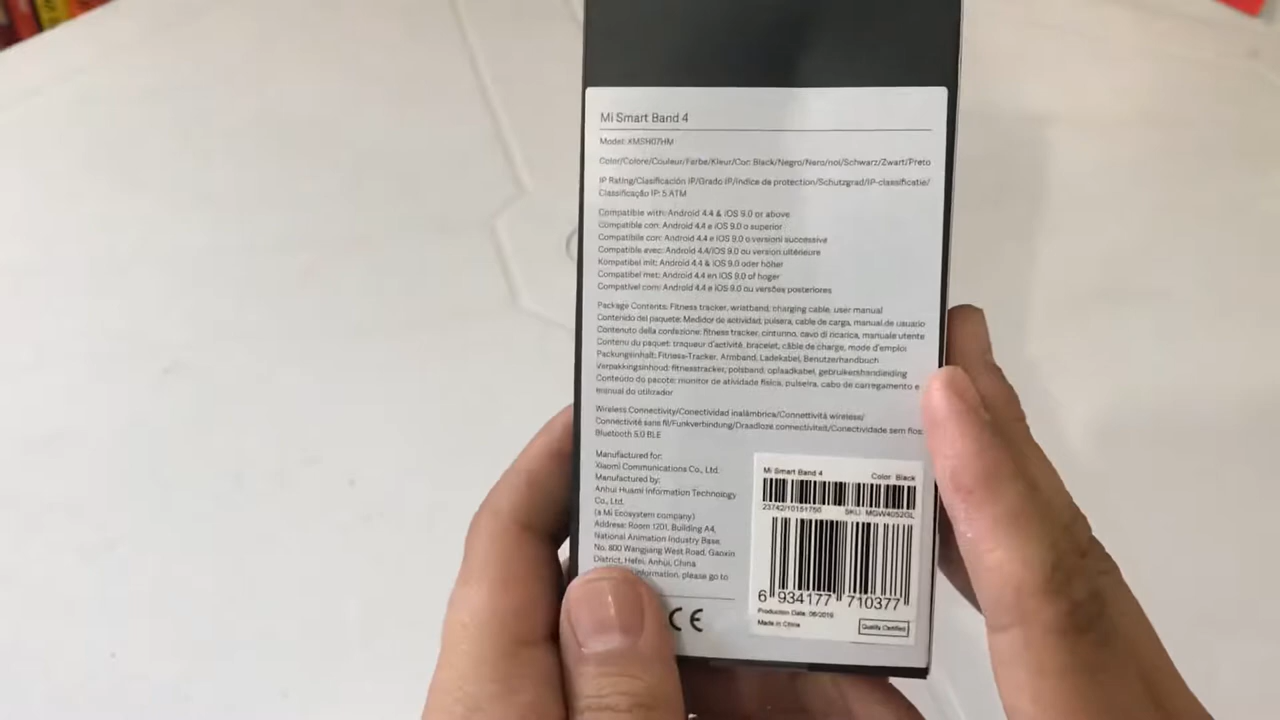 Mi Smart Band 4
Model: XMSH07HM
Color/Colore/Couleur/Farbe/Kleur/Cor: Black/Negro/Nero/noi/Schwarz/Zwart/Preto
IP Rating/Clasificación IP/Grado IP/Indice de protection/Schutzgrad/IP-classificatie/
Classificação IP: 5 ATM
Compatible with: Android 4.4 & iOS 9.0 or above
Compatible con: Android 4.4 e iOS 9.0 o superior
Compatibile con: Android 4.4 e iOS 9.0 o versioni successive
Compatible avec: Android 4.4/iOS 9.0 ou version ultérieure
Kompatibel mit: Android 4.4 & iOS 9.0 oder höher
Compatibel met: Android 4.4 en iOS 9.0 of hoger
Compatível com: Android 4.4 e iOS 9.0 ou versões posteriores
Package Contents: Fitness tracker, wristband, charging cable, user manual
Contenido del paquete: Medidor de actividad, pulsera, cable de carga, manual de usuario
Contenuto della confezione: fitness tracker, cinturino, cavo di ricarica, manuale utente
Contenu du paquet: traqueur d'activité, bracelet, câble de charge, mode d'emploi
Packungsinhalt: Fitness-Tracker, Armband, Ladekabel, Benutzerhandbuch
Verpakkingsinhoud: fitnesstracker, polsband, oplaadkabel, gebruikershandleiding
Conteúdo do pacote: monitor de atividade física, pulseira, cabo de carregamento e
manual do utilizador
Wireless Connectivity/Conectividad inalámbrica/Connettività wireless/
Connectivité sans fil/Funkverbindung/Draadloze connectiviteit/Conectividade sem fios:
Bluetooth 5.0 BLE
Manufactured for:
Xiaomi Communications Co., Ltd.
Manufactured by:
Anhui Huami Information Technology
Co., Ltd.
(a Mi Ecosystem company)
Address: Room 1201, Building A4,
National Animation Industry Base,
No. 800 Wangjiang West Road, Gaoxin
District, Hefei, Anhui, China
information, please go to
CE
Mi Smart Band 4 Color: Black
23742/10151750 SKU: MGW4052GL
6 934177 710377
Production Date: 06/2019
Made in China
Quality Certified